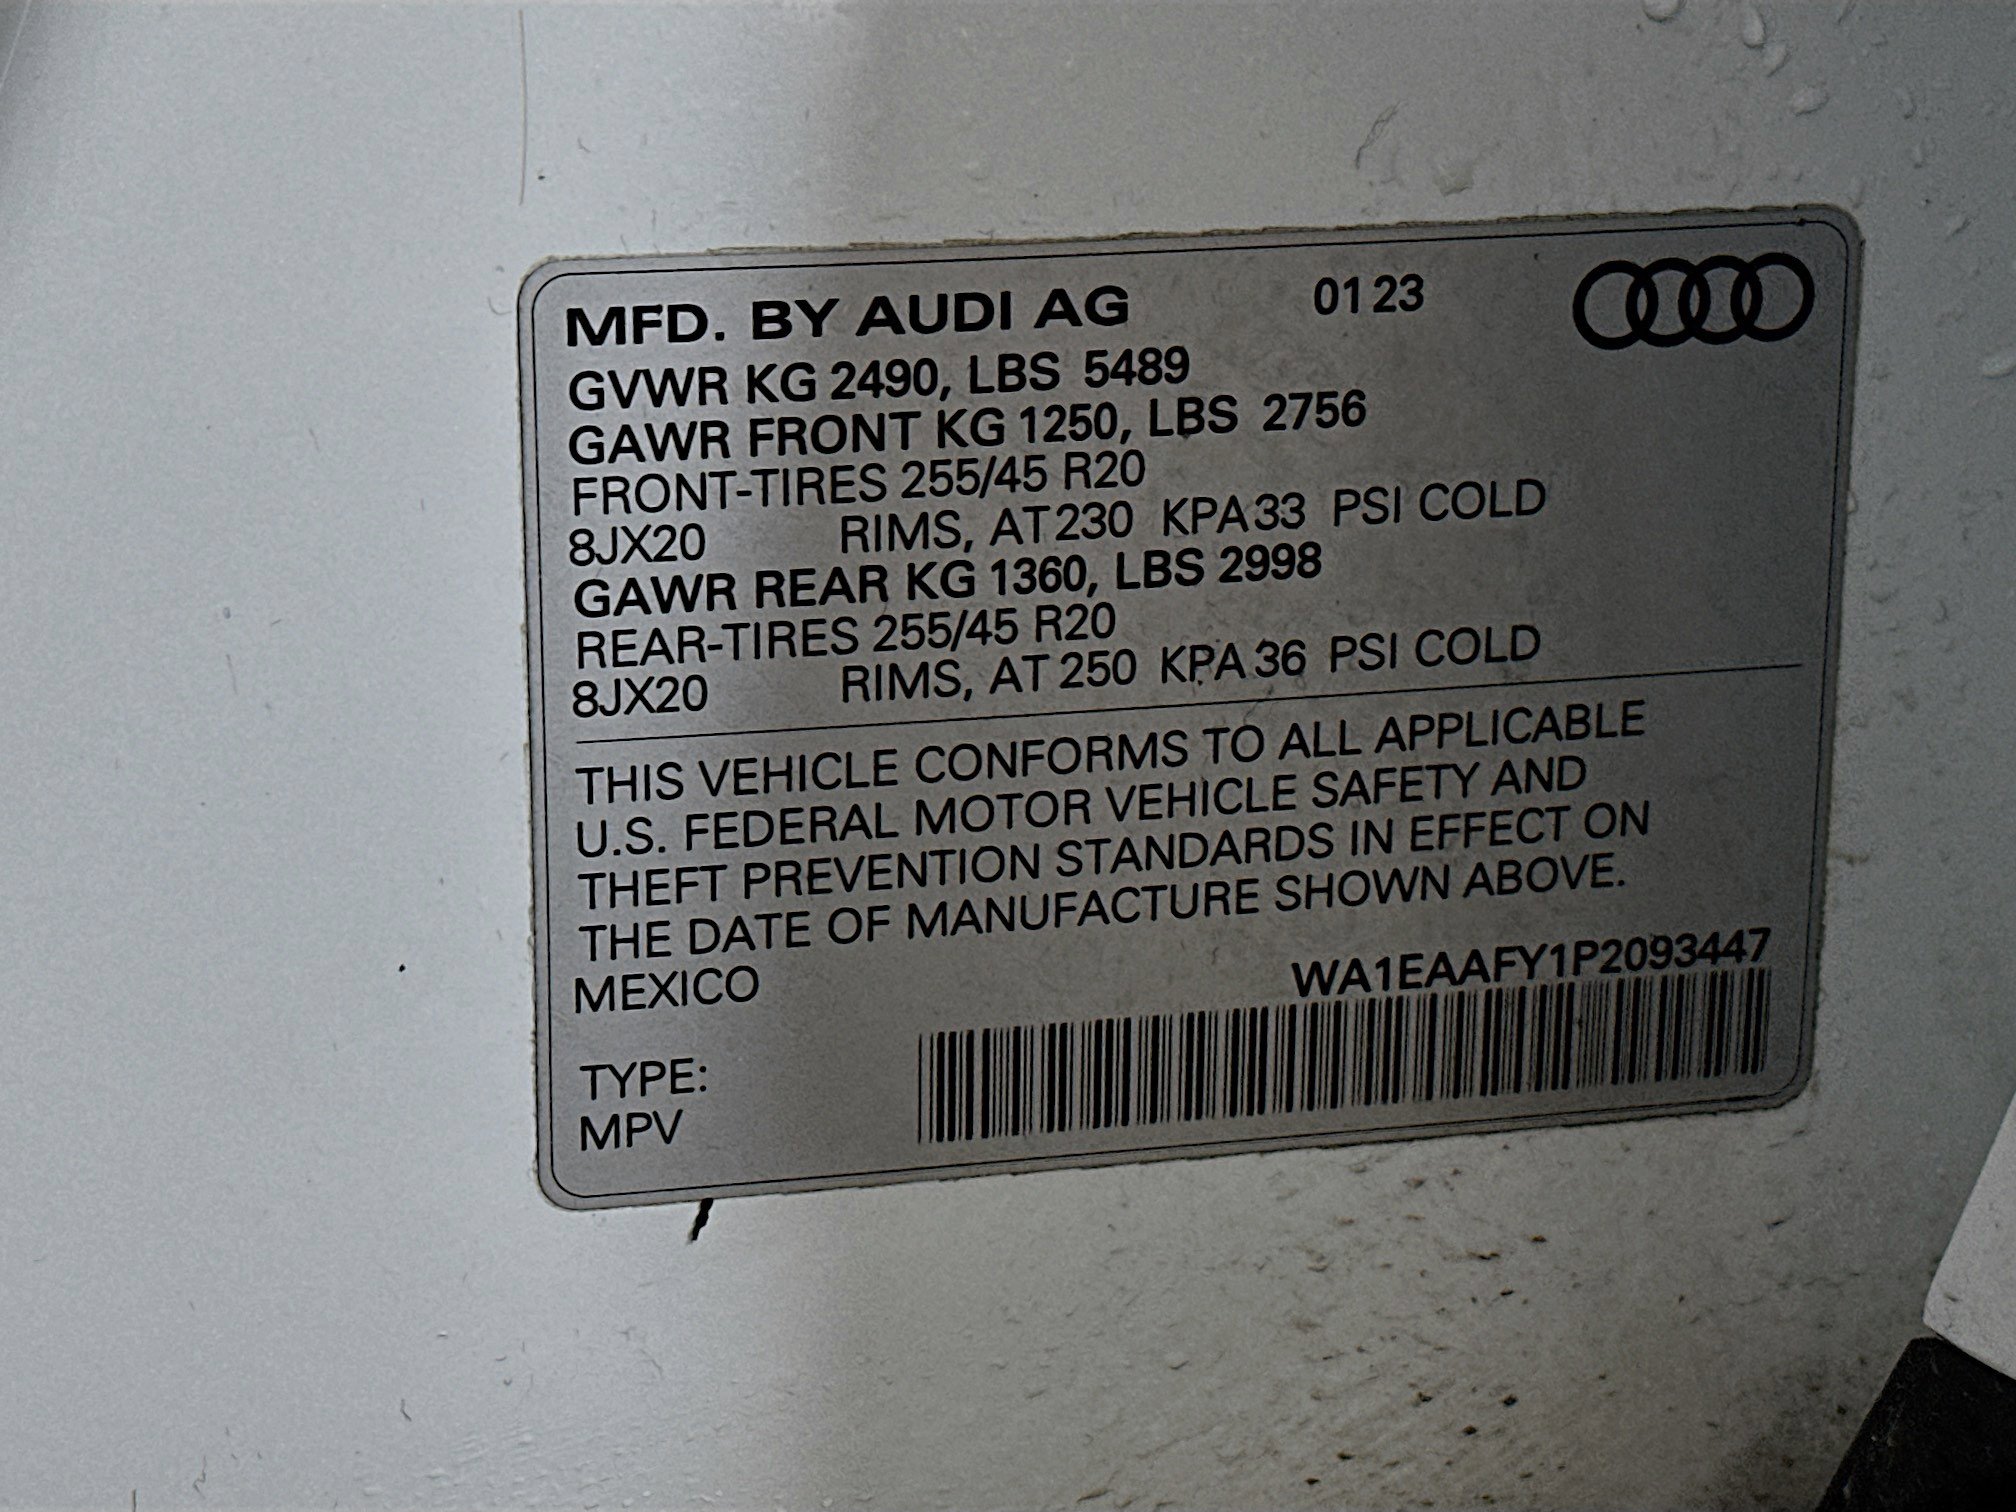 MFD. BY AUDI AG 01 23
GVWR KG 2490, LBS 5489
GAWR FRONT KG 1250, LBS 2756
FRONT-TIRES 255/45 R20
8JX20 RIMS, AT 230 KPA 33 PSI COLD
GAWR REAR KG 1360, LBS 2998
REAR-TIRES 255/45 R20
8JX20 RIMS, AT 250 KPA 36 PSI COLD
THIS VEHICLE CONFORMS TO ALL APPLICABLE
U.S. FEDERAL MOTOR VEHICLE SAFETY AND
THEFT PREVENTION STANDARDS IN EFFECT ON
THE DATE OF MANUFACTURE SHOWN ABOVE.
MEXICO WA1EAAFY1P2093447
TYPE:
MPV